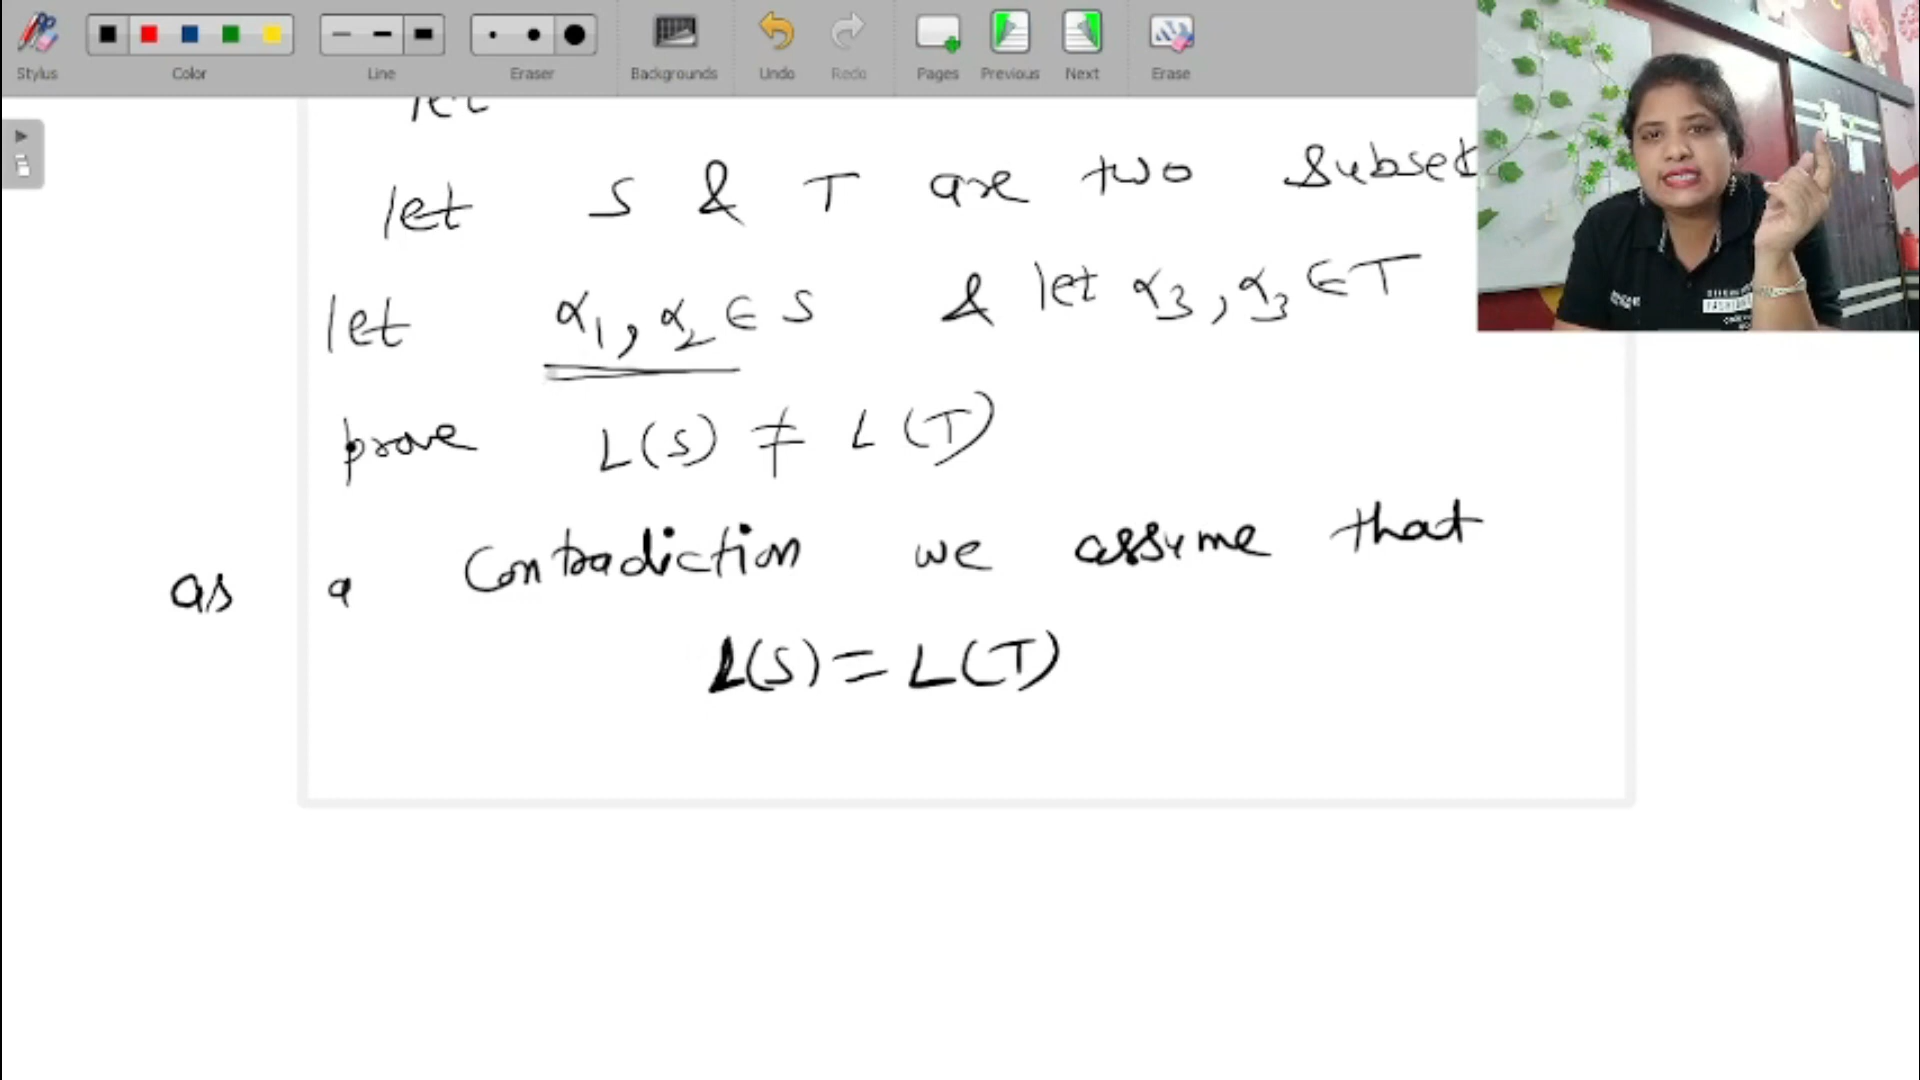 Stylus Color Line Eraser Backgrounds Undo Redo Pages Previous Next Erase
let
let S & T are two subset
let α1, α2 ∈ S & let α3, α3 ∈ T
prove L(S) ≠ L(T)
as a Contradiction we assume that
L(S) = L(T)